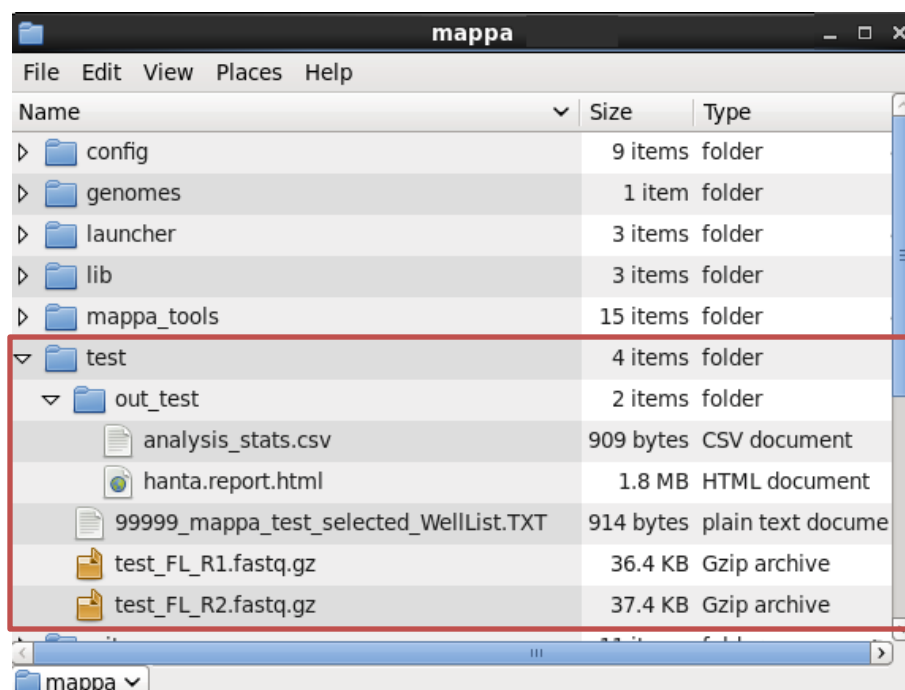 mappa
File Edit View Places Help
Name Size Type
config 9 items folder
genomes 1 item folder
launcher 3 items folder
lib 3 items folder
mappa_tools 15 items folder
test 4 items folder
out_test 2 items folder
analysis_stats.csv 909 bytes CSV document
hanta.report.html 1.8 MB HTML document
99999_mappa_test_selected_WellList.TXT 914 bytes plain text docume
test_FL_R1.fastq.gz 36.4 KB Gzip archive
test_FL_R2.fastq.gz 37.4 KB Gzip archive
mappa